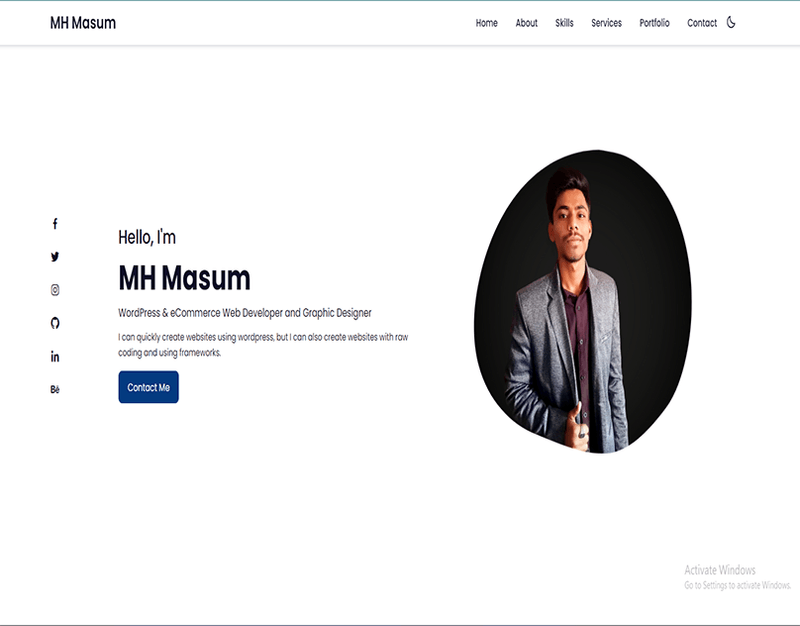 MH Masum
Home About Skills Services Portfolio Contact
Hello, I'm
MH Masum
WordPress & eCommerce Web Developer and Graphic Designer
I can quickly create websites using wordpress, but I can also create websites with raw
coding and using frameworks.
Contact Me
Activate Windows
Go to Settings to activate Windows.